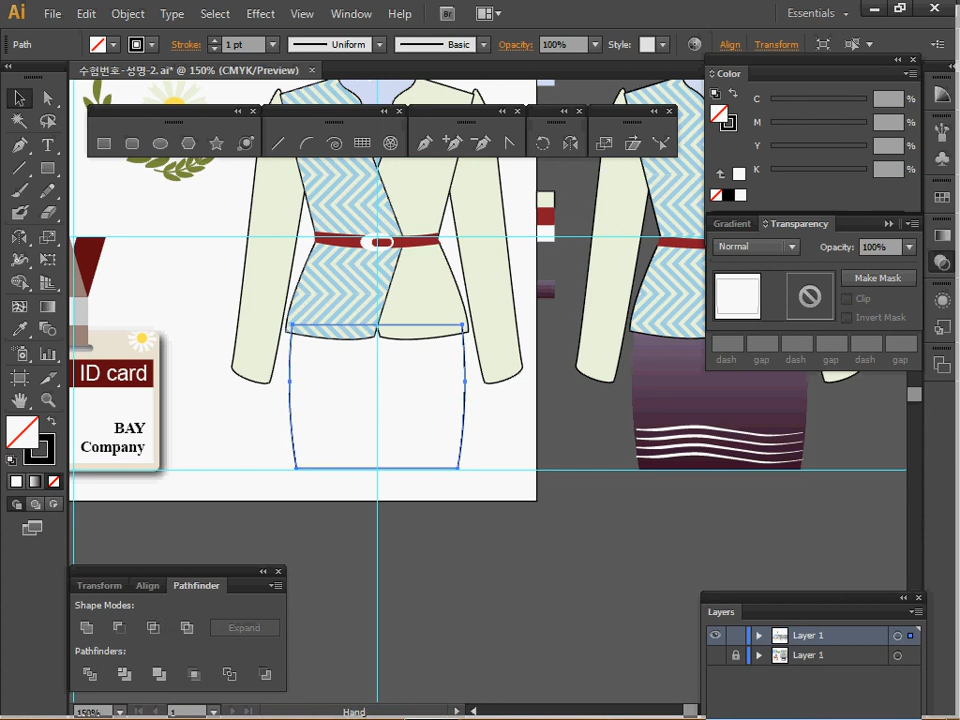 Ai File Edit Object Type Select Effect View Window Help Br Essentials
Path Stroke: 1 pt Uniform Basic Opacity: 100% Style: Align Transform
수험번호-성명-2.ai* @ 150% (CMYK/Preview)
Color
C %
M %
Y %
K %
Gradient Transparency
Normal Opacity: 100%
Make Mask
Clip
Invert Mask
dash gap dash gap dash gap
ID card
BAY
Company
Transform Align Pathfinder
Shape Modes:
Expand
Pathfinders:
Layers
Layer 1
Layer 1
150% 1 Hand